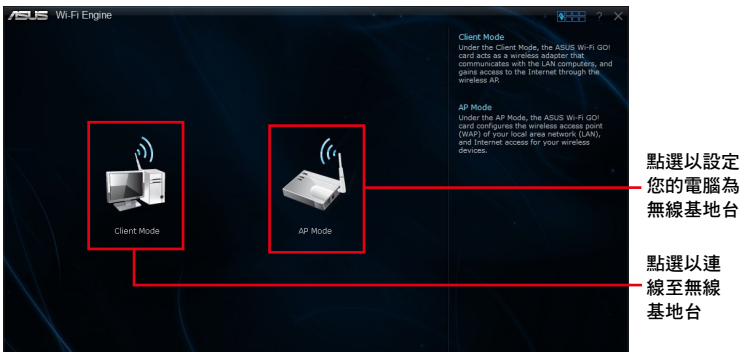 ASUS Wi-Fi Engine
?
Client Mode
Under the Client Mode, the ASUS Wi-Fi GO!
card acts as a wireless adapter that
communicates with the LAN computers, and
gains access to the Internet through the
wireless AP.
AP Mode
Under the AP Mode, the ASUS Wi-Fi GO!
card configures the wireless access point
(WAP) of your local area network (LAN),
and Internet access for your wireless
devices.
Client Mode
AP Mode
點選以設定
您的電腦為
無線基地台
點選以連
線至無線
基地台